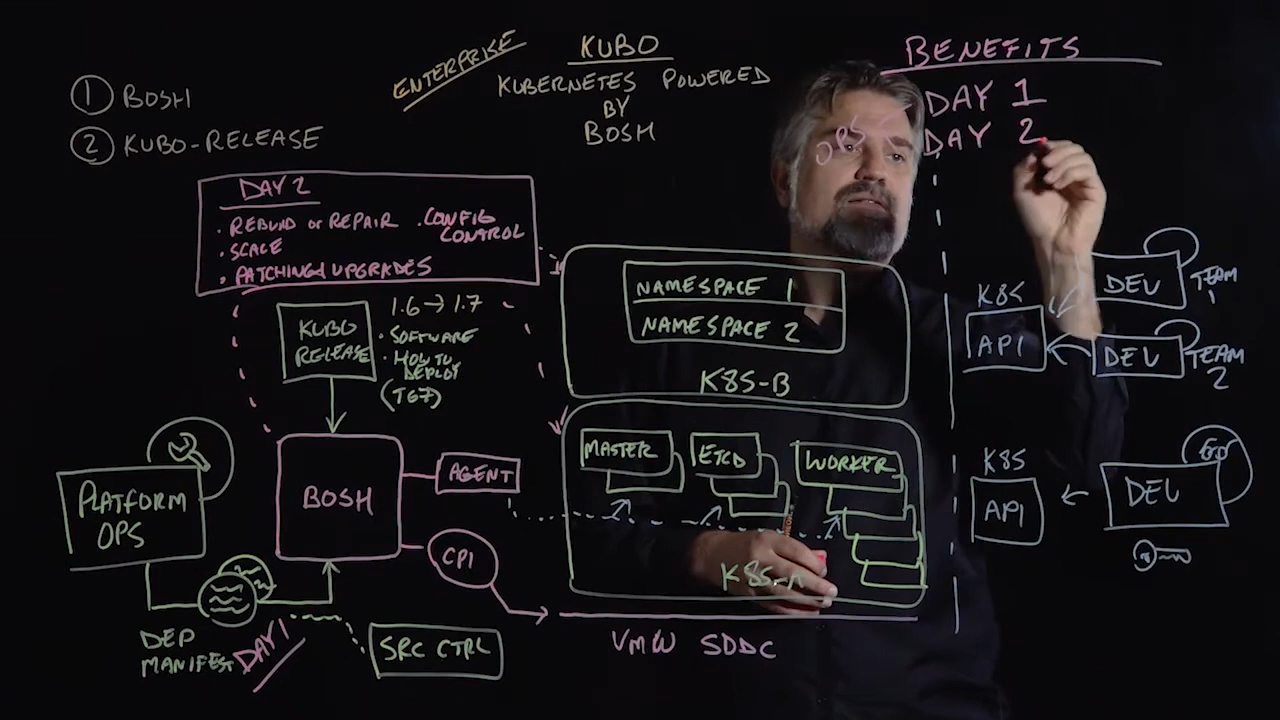 BENEFITS
DAY 1
OPS
DAY 2
ENTERPRISE
KUBO
KUBERNETES POWERED
BY
BOSH
1 BOSH
2 KUBO-RELEASE
DAY 2
· REBUILD OR REPAIR
· SCALE
· PATCHING & UPGRADES
· CONFIG
CONTROL
KUBO
RELEASE
1.6 → 1.7
· SOFTWARE
· HOW TO
DEPLOY
(TGZ)
NAMESPACE 1
NAMESPACE 2
K8S-B
K8S
API
DEV
TEAM
1
DEV
TEAM
2
PLATFORM
OPS
BOSH
AGENT
CPI
MASTER
ETCD
WORKER
K8S-A
K8S
API
DEV
DEP
MANIFEST
DAY 1
SRC CTRL
VMW SDDC